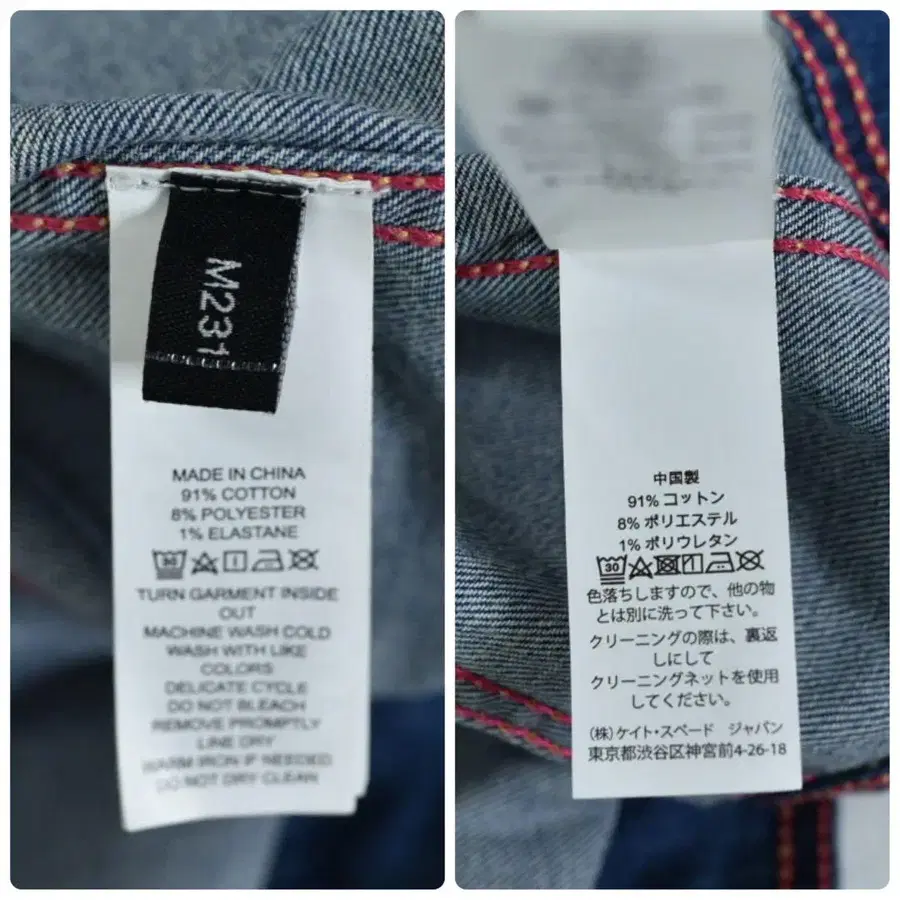 M231
MADE IN CHINA
91% COTTON
8% POLYESTER
1% ELASTANE
30
TURN GARMENT INSIDE
OUT
MACHINE WASH COLD
WASH WITH LIKE
COLORS
DELICATE CYCLE
DO NOT BLEACH
REMOVE PROMPTLY
LINE DRY
WARM IRON IF NEEDED
DO NOT DRY CLEAN
中国製
91% コットン
8% ポリエステル
1% ポリウレタン
30
色落ちしますので、他の物
とは別に洗って下さい。
クリーニングの際は、裏返
しにして
クリーニングネットを使用
してください。
（株）ケイト・スペード ジャパン
東京都渋谷区神宮前4-26-18